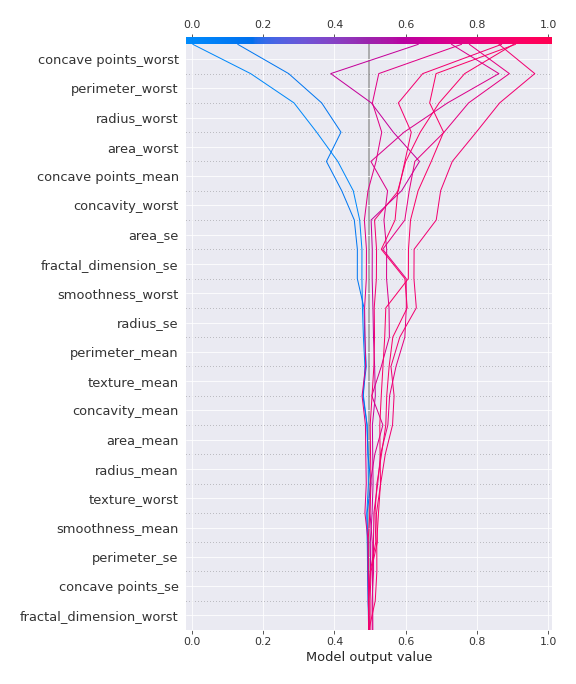 0.0 0.2 0.4 0.6 0.8 1.0
concave points_worst
perimeter_worst
radius_worst
area_worst
concave points_mean
concavity_worst
area_se
fractal_dimension_se
smoothness_worst
radius_se
perimeter_mean
texture_mean
concavity_mean
area_mean
radius_mean
texture_worst
smoothness_mean
perimeter_se
concave points_se
fractal_dimension_worst
0.0 0.2 0.4 0.6 0.8 1.0
Model output value